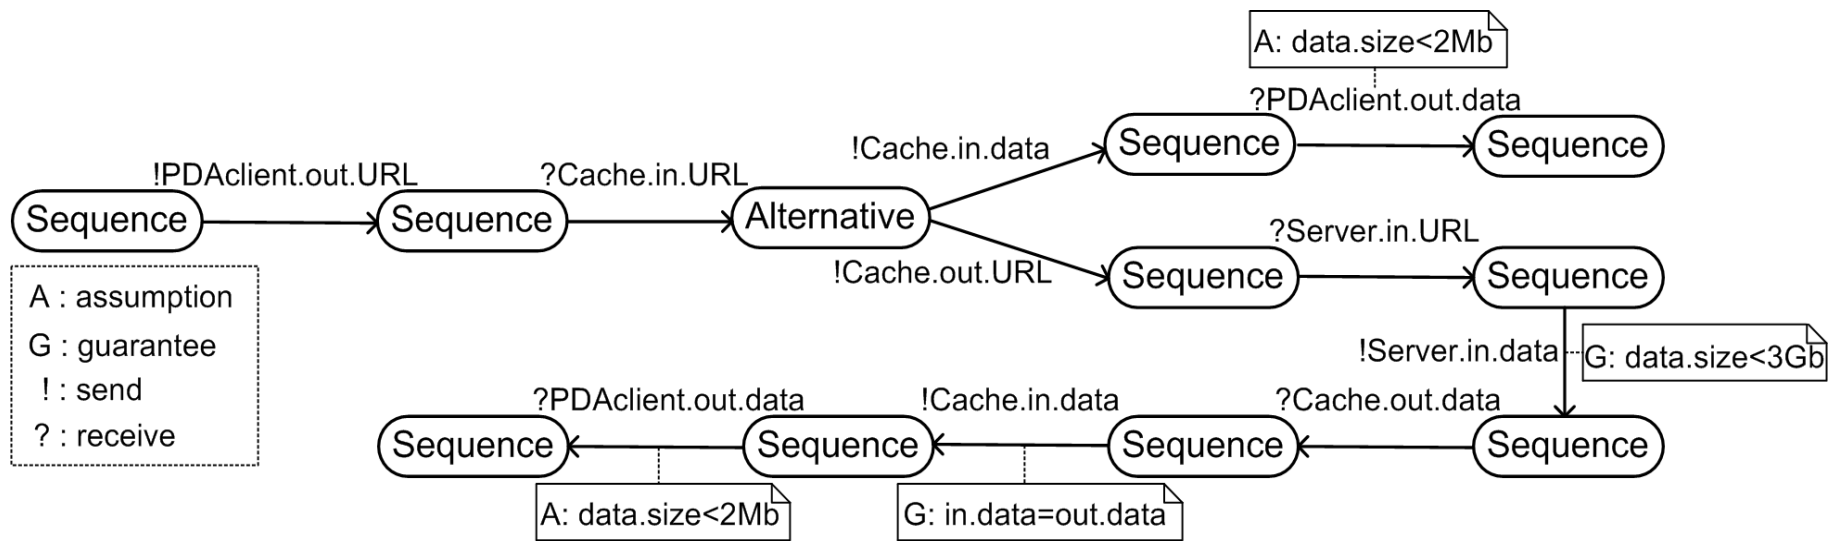 A: data.size<2Mb
?PDAclient.out.data
!Cache.in.data
Sequence
Sequence
!PDAclient.out.URL
?Cache.in.URL
Sequence
Sequence
Alternative
?Server.in.URL
!Cache.out.URL
Sequence
Sequence
A : assumption
G : guarantee
! : send
? : receive
!Server.in.data
G: data.size<3Gb
?PDAclient.out.data
!Cache.in.data
?Cache.out.data
Sequence
Sequence
Sequence
Sequence
A: data.size<2Mb
G: in.data=out.data